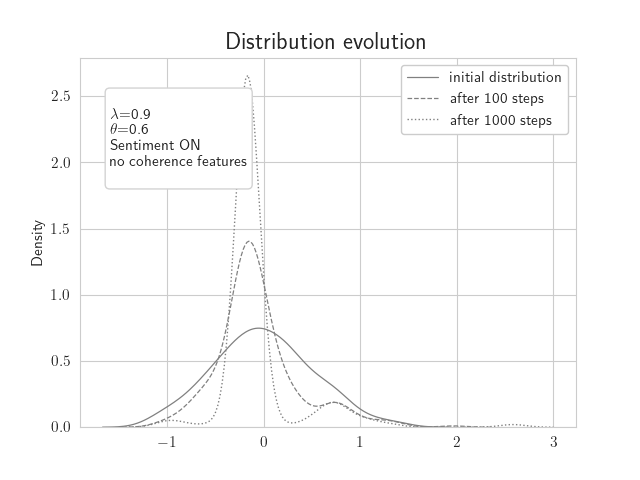 Distribution evolution
initial distribution
after 100 steps
after 1000 steps
λ=0.9
θ=0.6
Sentiment ON
no coherence features
Density
2.5
2.0
1.5
1.0
0.5
0.0
−1
0
1
2
3